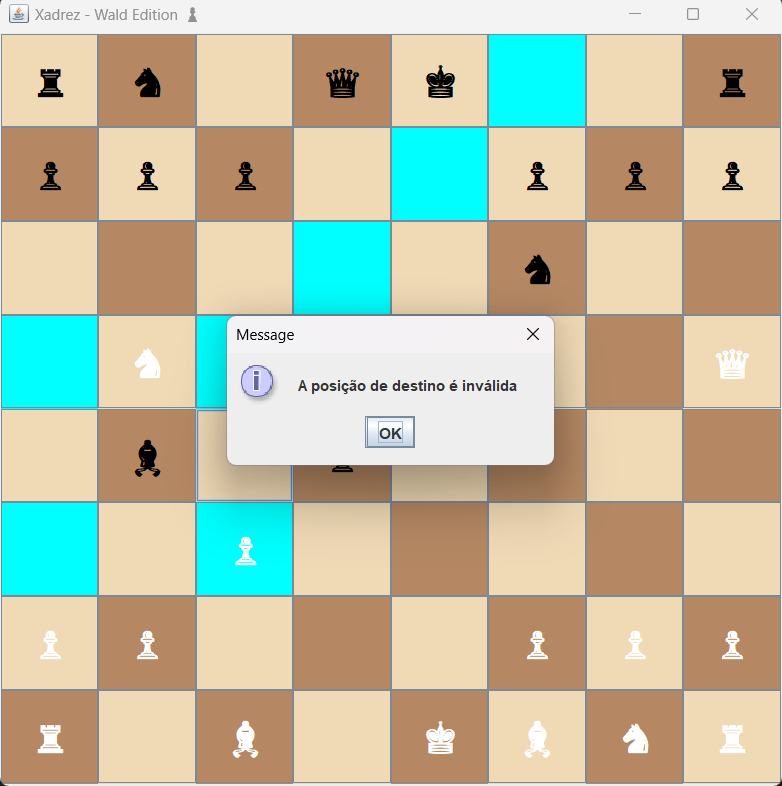 Xadrez - Wald Edition ♟
Message
A posição de destino é inválida
OK